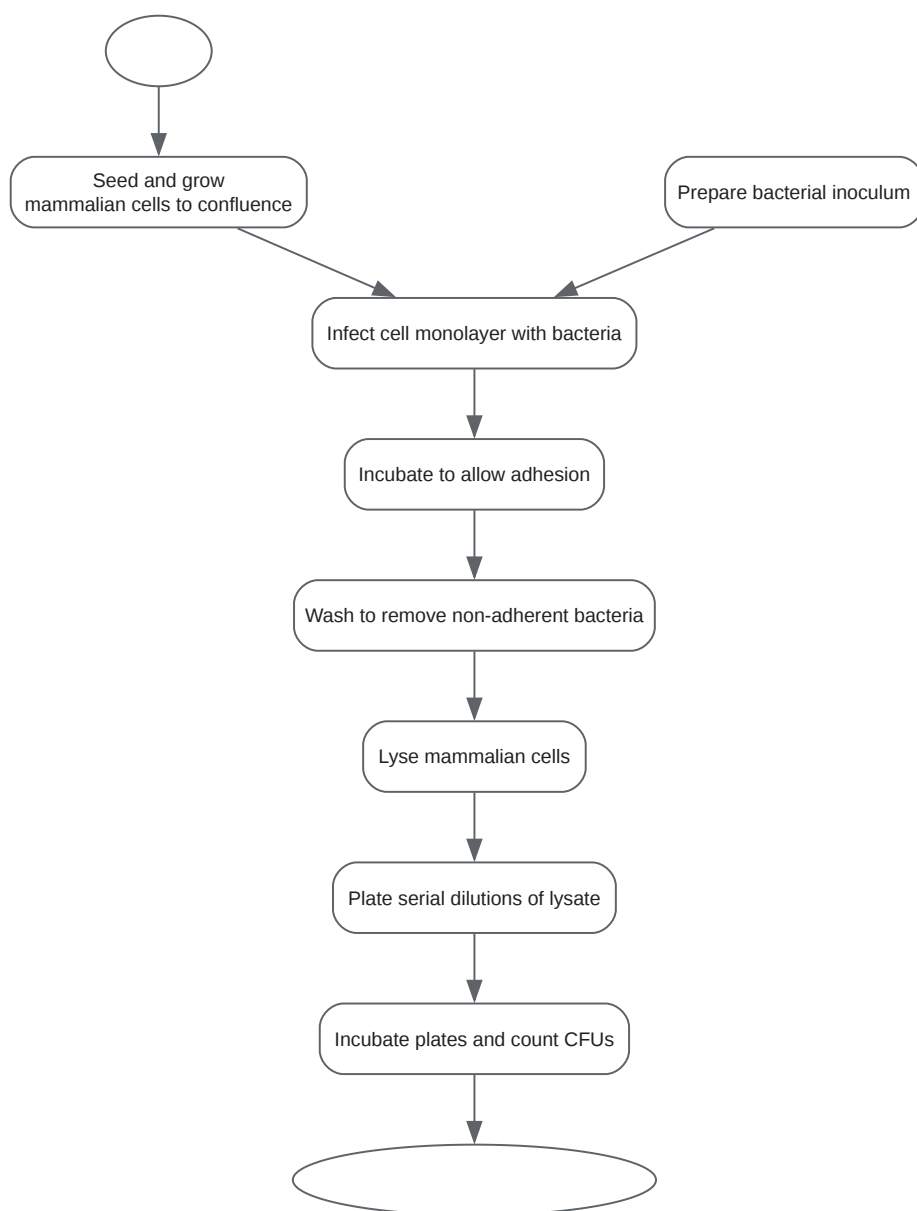 Seed and grow
mammalian cells to confluence
Prepare bacterial inoculum
Infect cell monolayer with bacteria
Incubate to allow adhesion
Wash to remove non-adherent bacteria
Lyse mammalian cells
Plate serial dilutions of lysate
Incubate plates and count CFUs